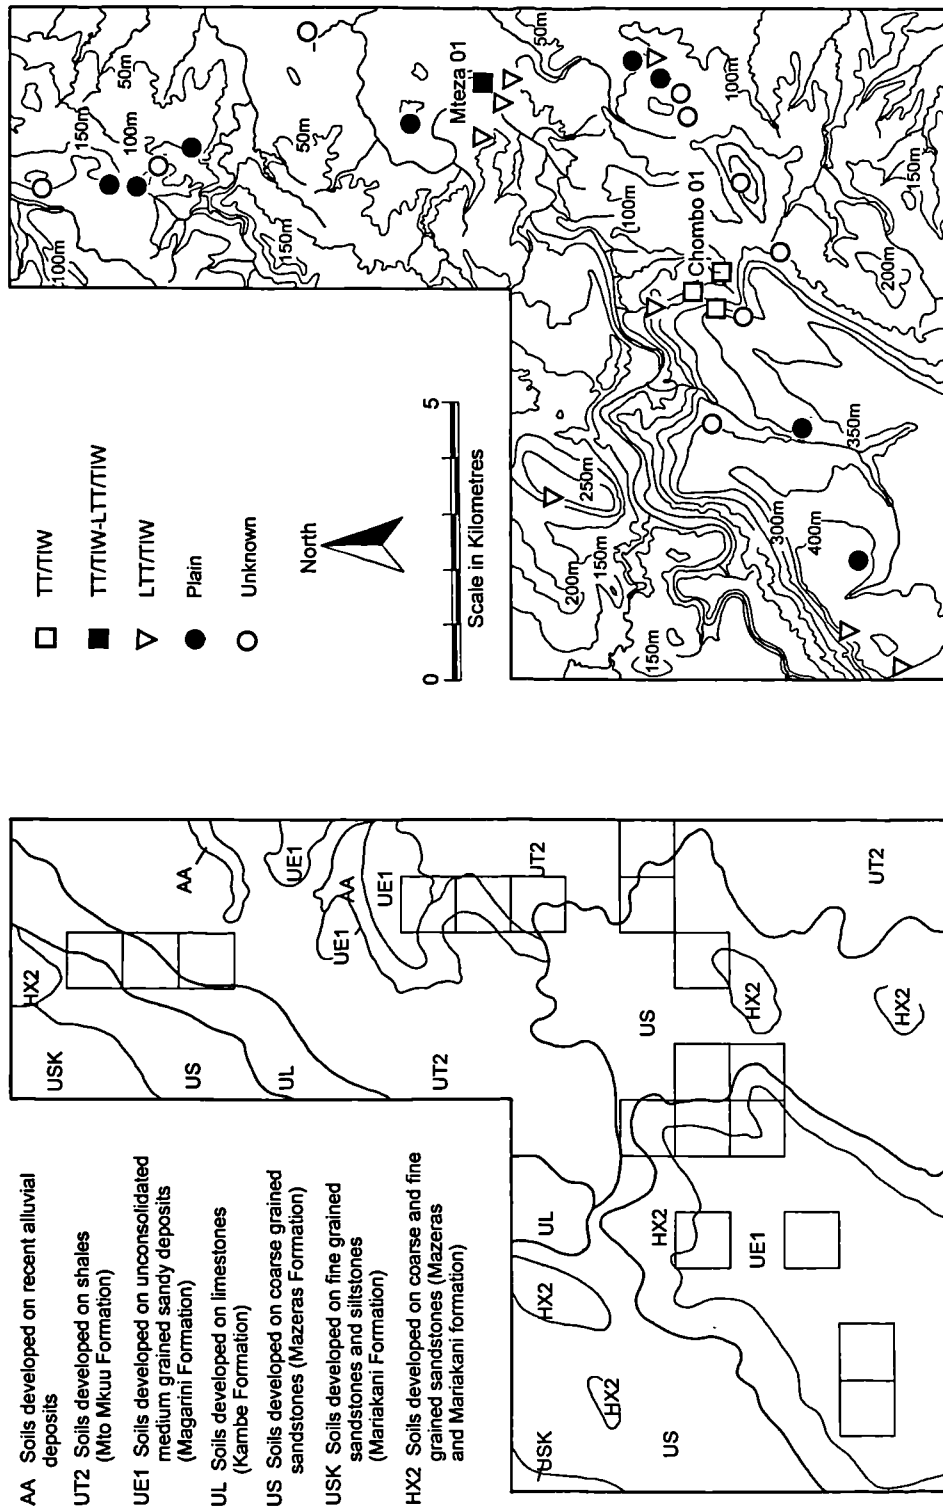 AA Soils developed on recent alluvial
deposits
UT2 Soils developed on shales
(Mto Mkuu Formation)
UE1 Soils developed on unconsolidated
medium grained sandy deposits
(Magarini Formation)
UL Soils developed on limestones
(Kambe Formation)
US Soils developed on coarse grained
sandstones (Mazeras Formation)
USK Soils developed on fine grained
sandstones and siltstones
(Mariakani Formation)
HX2 Soils developed on coarse and fine
grained sandstones (Mazeras
and Mariakani formation)
HX2
USK
US
UL
UT2
AA
UE1
UE1
AA
UE1
UT2
UL
HX2
HX2
USK
US
HX2
UE1
US
HX2
HX2
UT2
TT/TIW
TT/TIW-LTT/TIW
LTT/TIW
Plain
Unknown
North
0
5
Scale in Kilometres
100m
150m
100m
50m
150m
50m
50m
Mteza 01
100m
100m
Chombo 01
150m
200m
250m
200m
150m
150m
300m
400m
350m